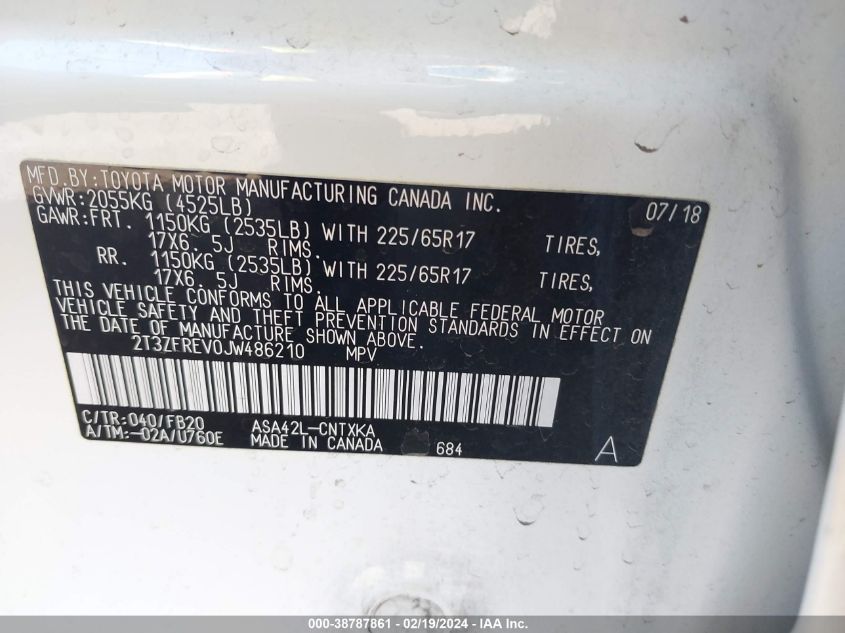 MFD.BY:TOYOTA MOTOR MANUFACTURING CANADA INC. 07/18
GVWR:2055KG (4525LB)
GAWR:FRT. 1150KG (2535LB) WITH 225/65R17 TIRES,
17X6. 5J RIMS.
RR. 1150KG (2535LB) WITH 225/65R17 TIRES,
17X6. 5J RIMS.
THIS VEHICLE CONFORMS TO ALL APPLICABLE FEDERAL MOTOR
VEHICLE SAFETY AND THEFT PREVENTION STANDARDS IN EFFECT ON
THE DATE OF MANUFACTURE SHOWN ABOVE.
2T3ZFREV0JW486210 MPV
C/TR:040/FB20 ASA42L-CNTXKA
A/TM:-02A/U760E MADE IN CANADA 684 A
000-38787861 - 02/19/2024 - IAA Inc.